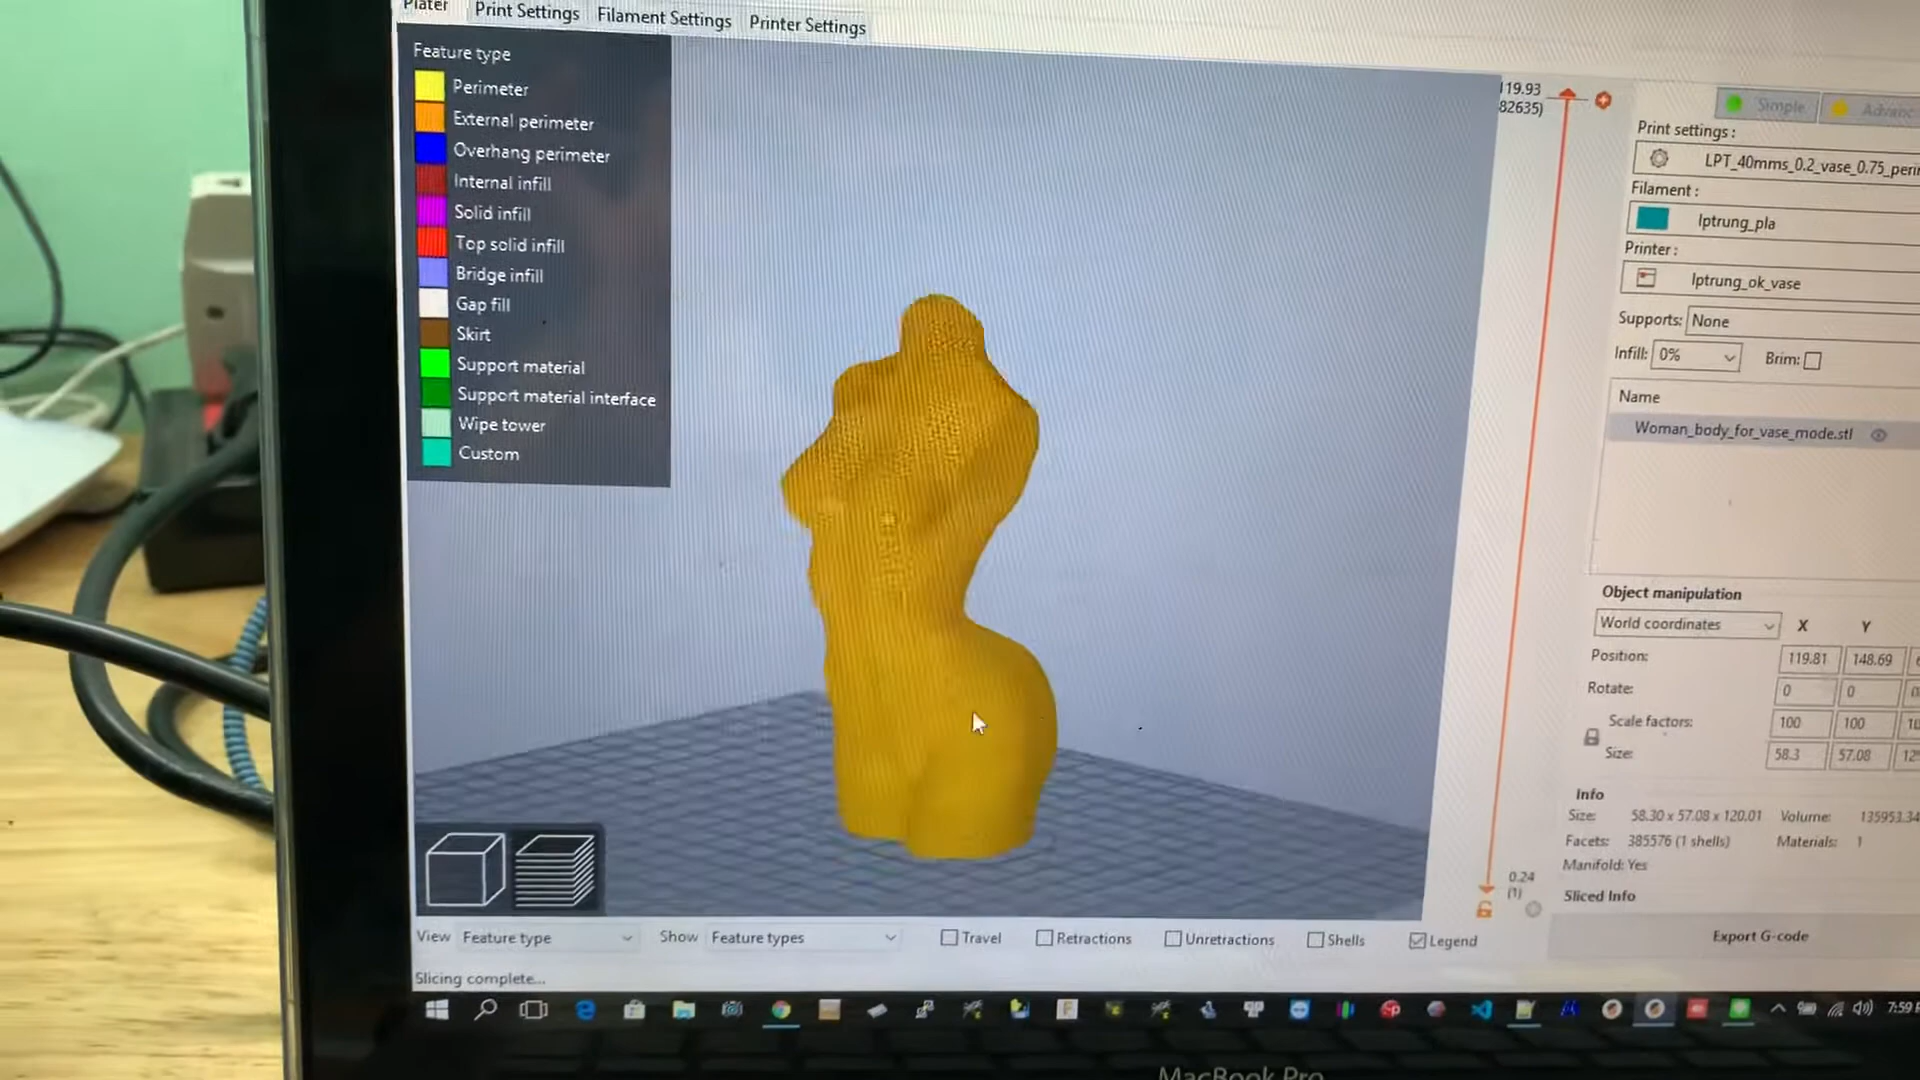 Plater Print Settings Filament Settings Printer Settings
Feature type
Perimeter
External perimeter
Overhang perimeter
Internal infill
Solid infill
Top solid infill
Bridge infill
Gap fill
Skirt
Support material
Support material interface
Wipe tower
Custom
119.93
82635)
Simple
Print settings :
LPT_40mms_0.2_vase_0.75_peri
Filament :
lptrung_pla
Printer :
lptrung_ok_vase
Supports: None
Infill: 0% Brim:
Name
Woman_body_for_vase_mode.stl
Object manipulation
World coordinates X Y
Position: 119.81 148.69
Rotate: 0 0
Scale factors: 100 100
Size: 58.3 57.08
Info
Size: 58.30 x 57.08 x 120.01 Volume: 135953.34
Facets: 385576 (1 shells) Materials: 1
Manifold: Yes
0.24
(1)
Sliced Info
Export G-code
View Feature type Show Feature types Travel Retractions Unretractions Shells Legend
Slicing complete...
7:59
MacBook Pro